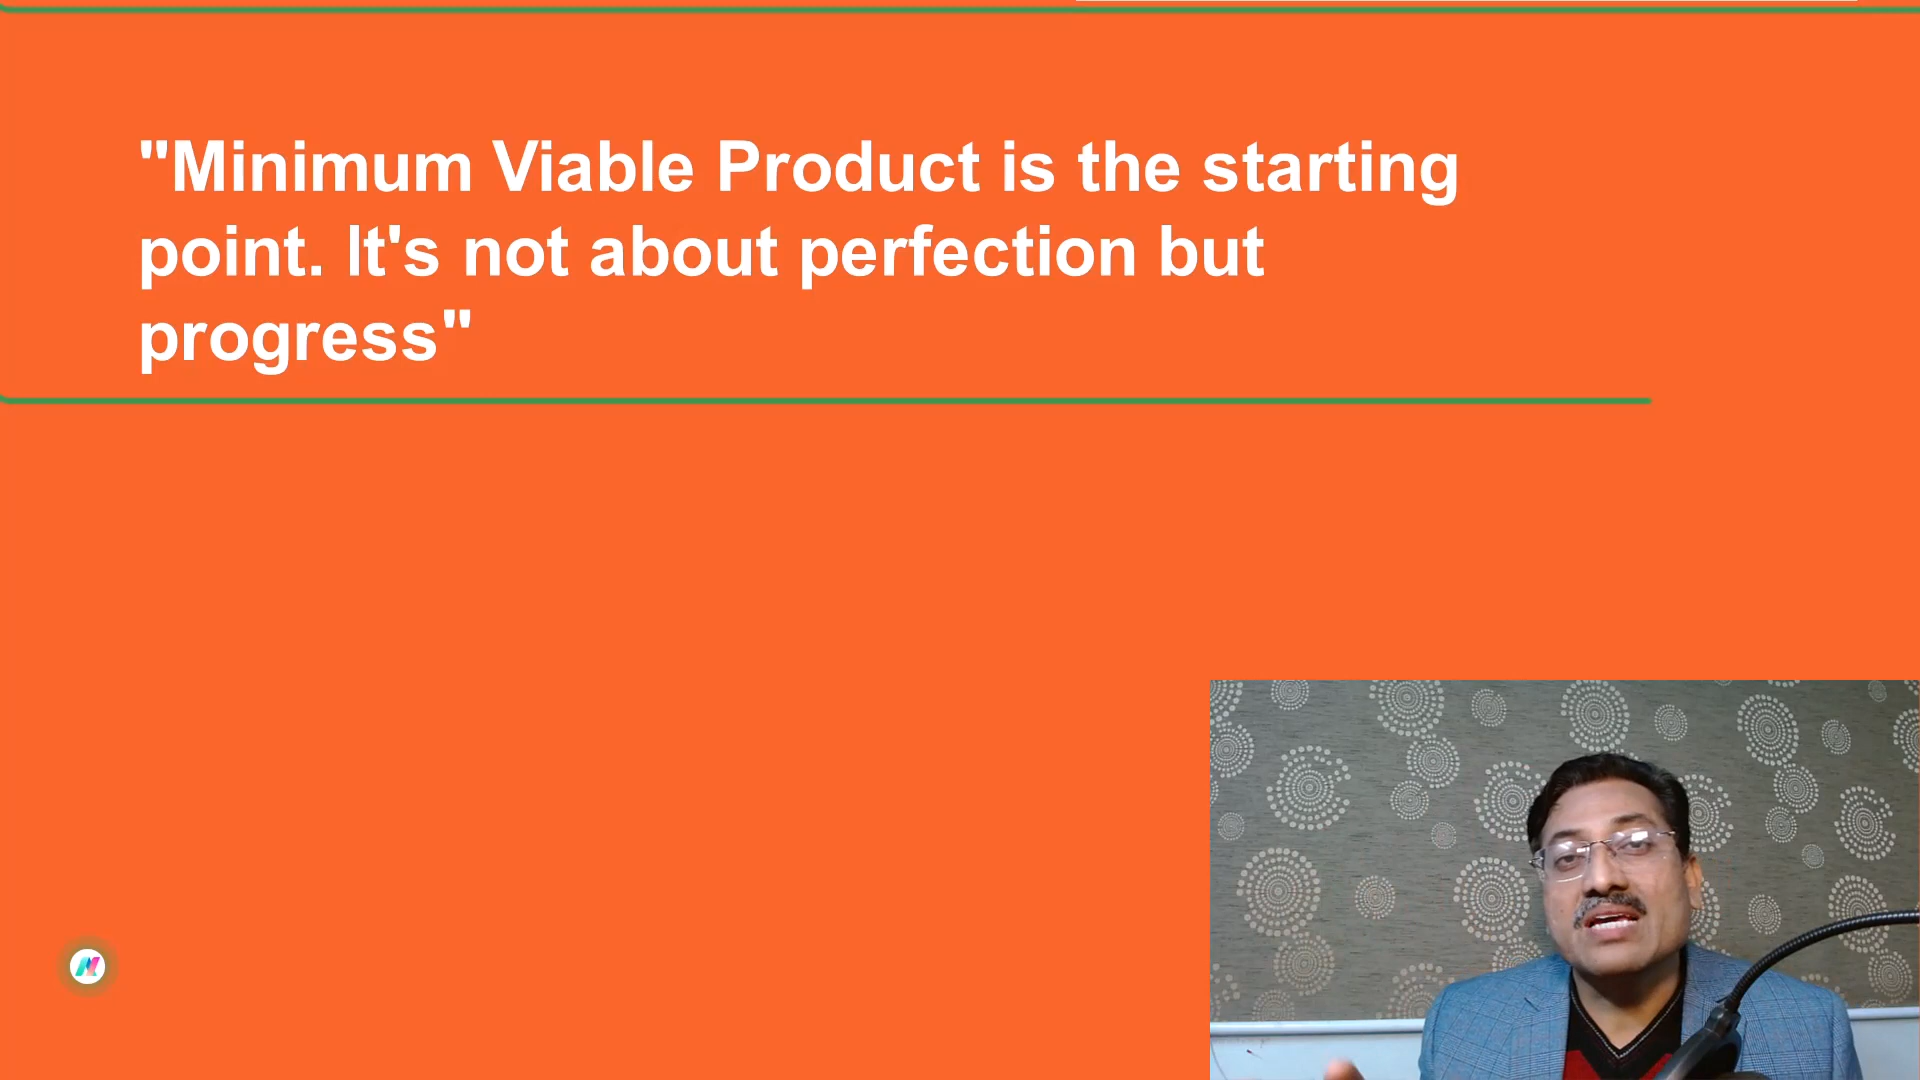 "Minimum Viable Product is the starting
point. It's not about perfection but
progress"